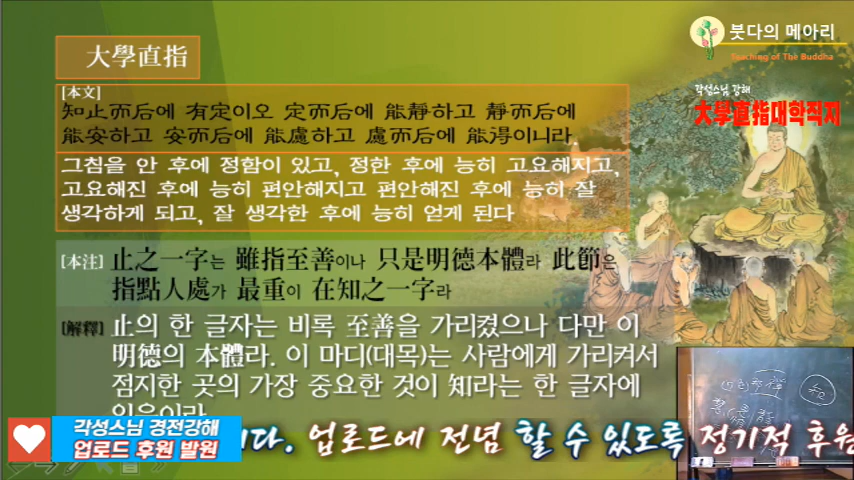 大學直指
[本文]
知止而后에 有定이오 定而后에 能靜하고 靜而后에
能安하고 安而后에 能慮하고 慮而后에 能得이니라
그침을 안 후에 정함이 있고, 정한 후에 능히 고요해지고,
고요해진 후에 능히 편안해지고 편안해진 후에 능히 잘
생각하게 되고, 잘 생각한 후에 능히 얻게 된다
[本注] 止之一字는 雖指至善이나 只是明德本體라 此節은
指點人處가 最重이 在知之一字라
[解釋] 止의 한 글자는 비록 至善을 가리켰으나 다만 이
明德의 本體라. 이 마디(대목)는 사람에게 가리켜서
점지한 곳의 가장 중요한 것이 知라는 한 글자에
있음이라
붓다의 메아리
Teaching of The Buddha
각성스님 강해
大學直指대학직지
각성스님 경전강해
업로드 후원 발원
니다. 업로드에 전념 할 수 있도록 정기적 후원